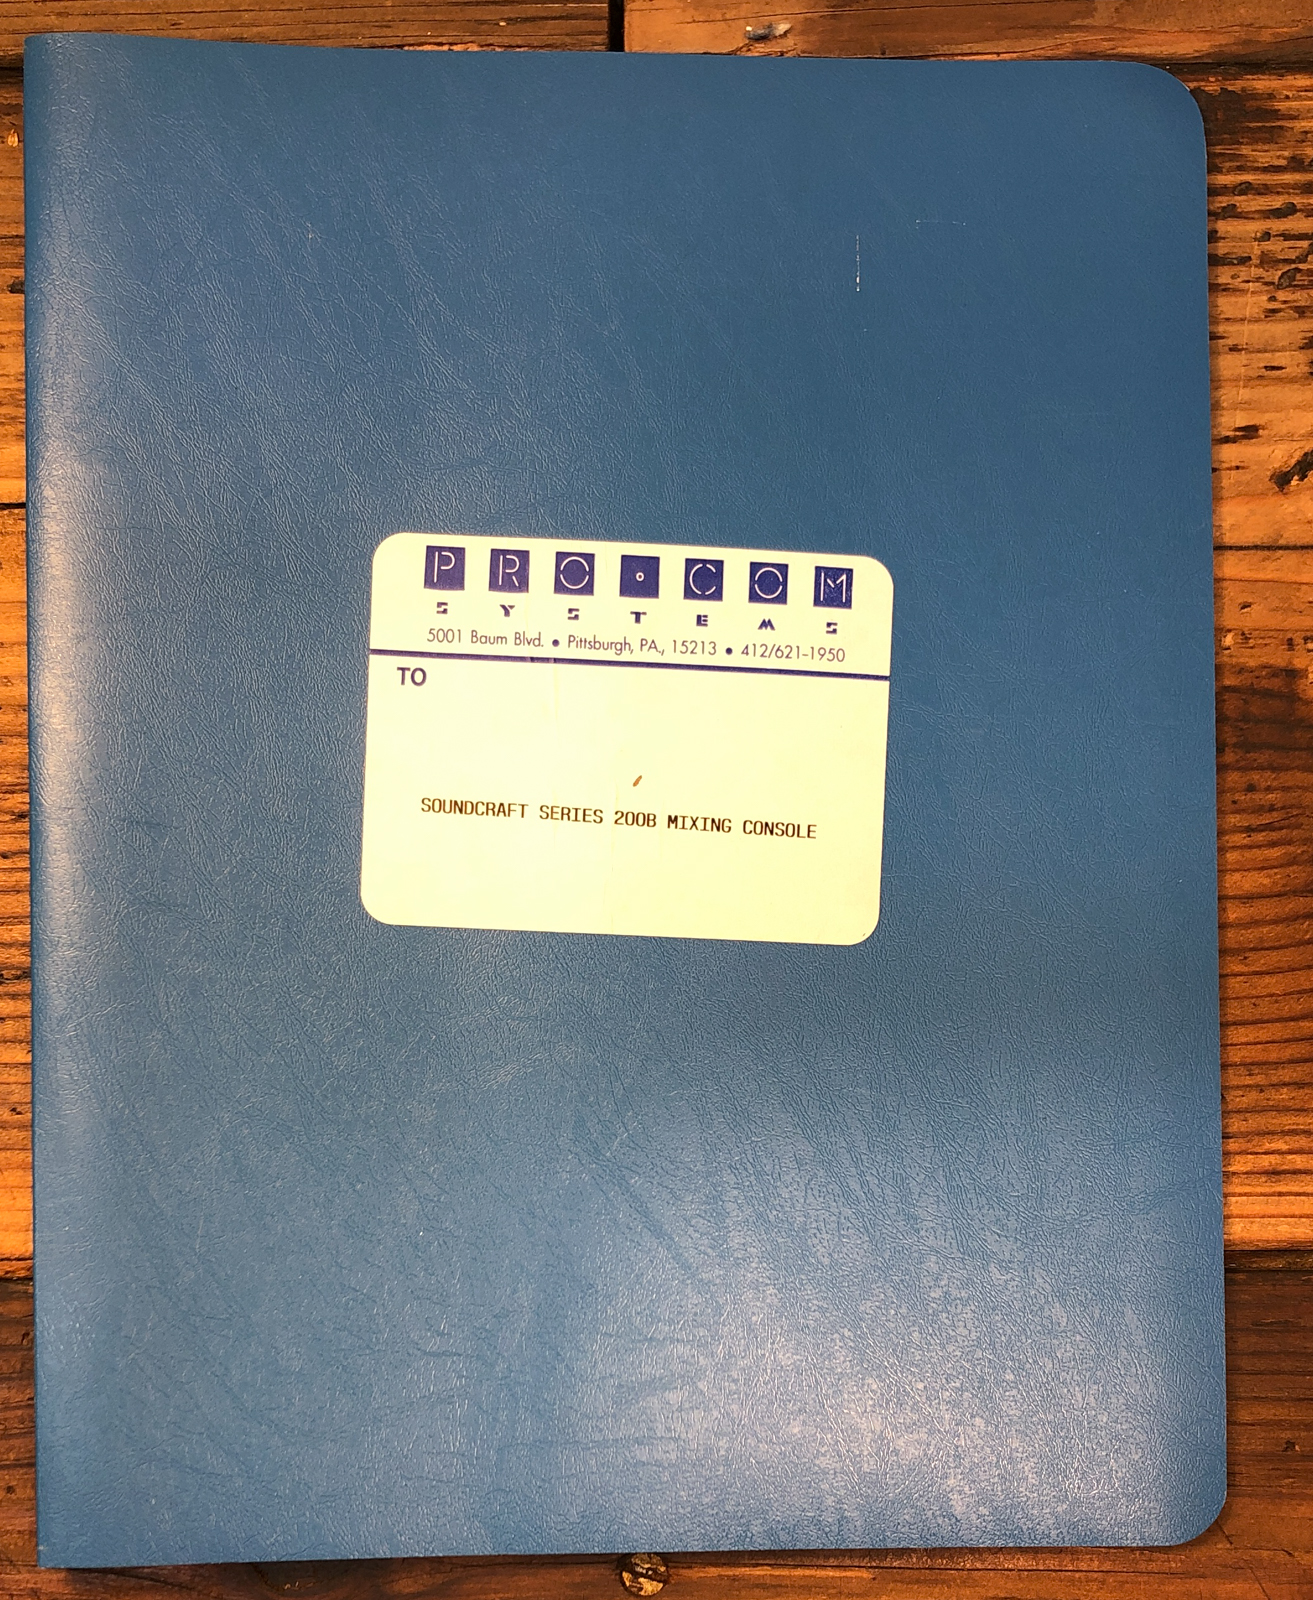 PRO•COM
SYSTEMS
5001 Baum Blvd. • Pittsburgh, PA., 15213 • 412/621-1950
TO
SOUNDCRAFT SERIES 200B MIXING CONSOLE